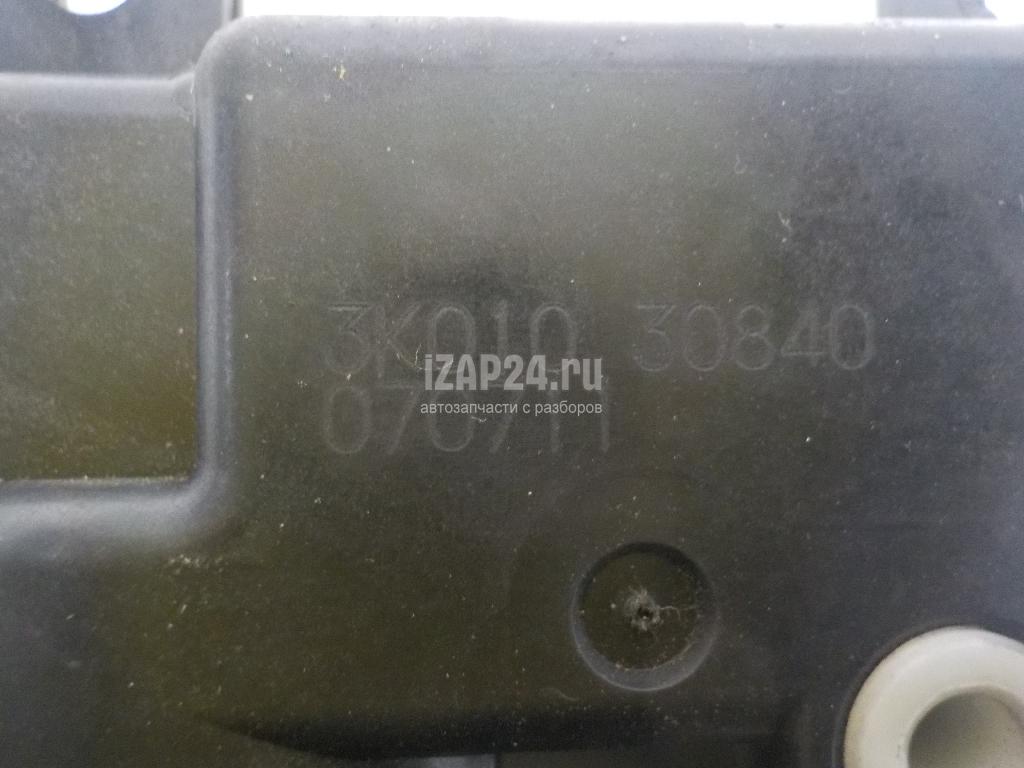 3K010 30840
iZAP24.ru
070711
автозапчасти с разборов